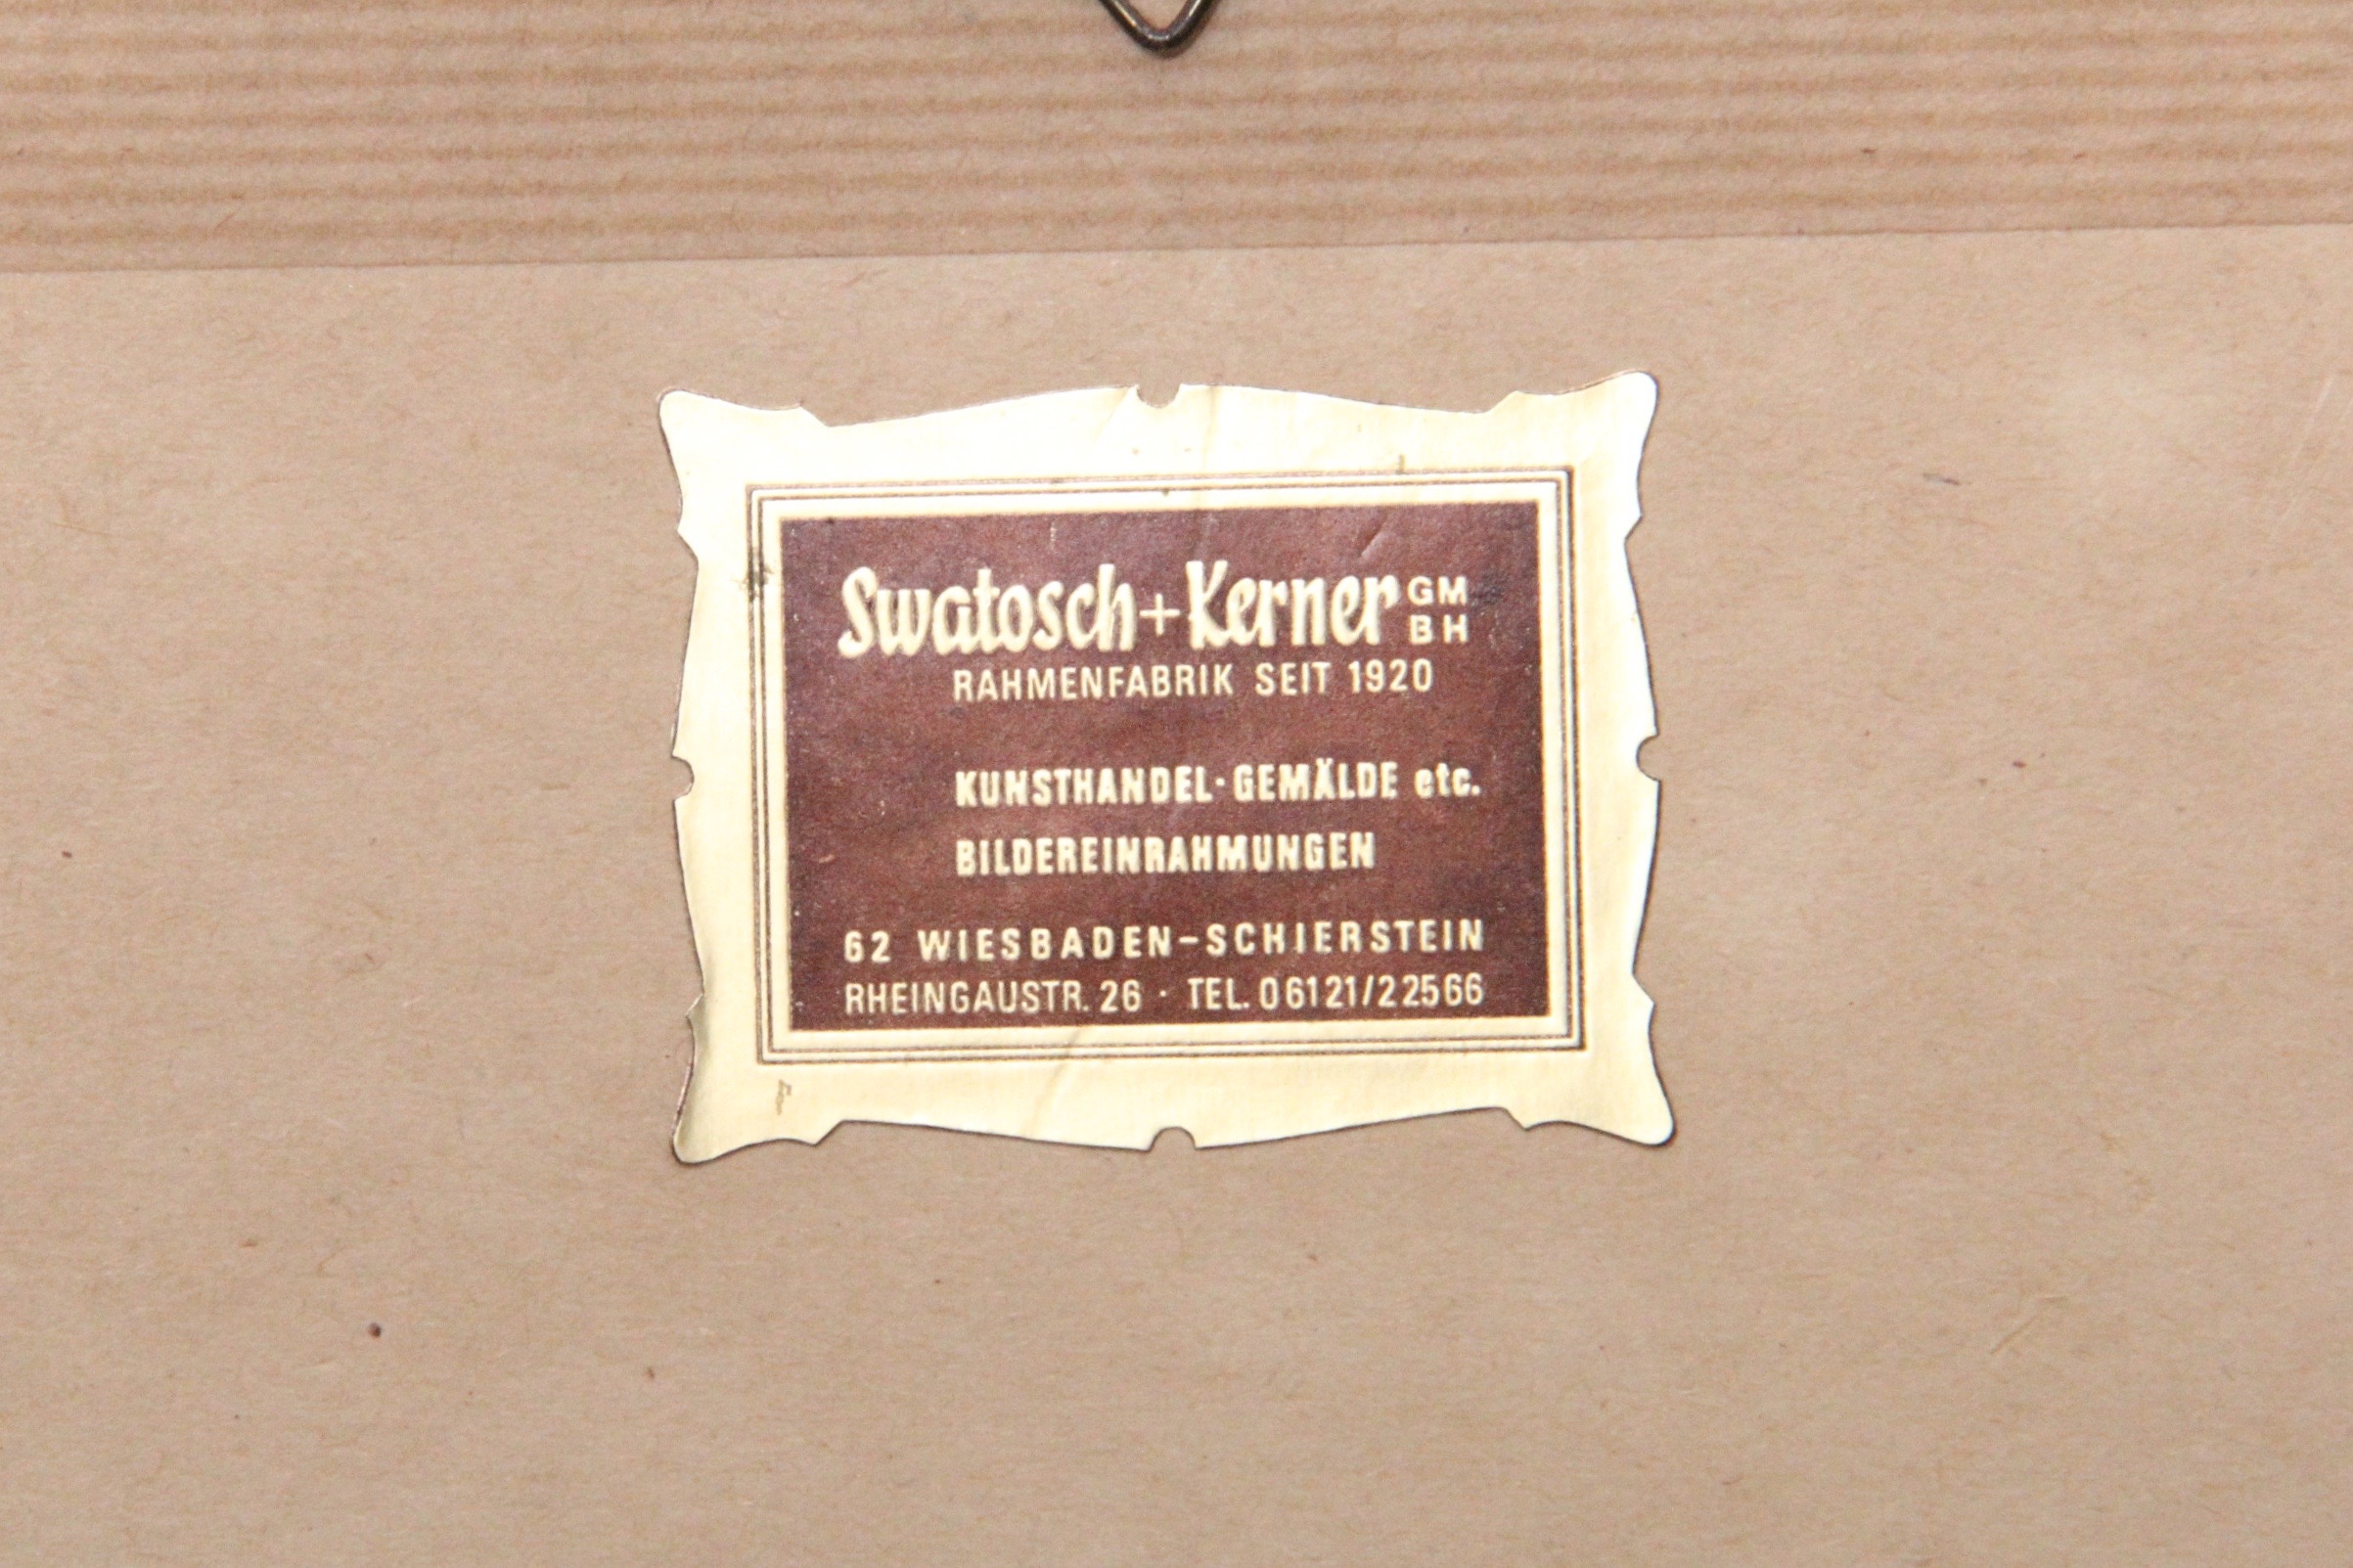 Swatosch+Kerner GM
BH
RAHMENFABRIK SEIT 1920
KUNSTHANDEL·GEMÄLDE etc.
BILDEREINRAHMUNGEN
62 WIESBADEN-SCHIERSTEIN
RHEINGAUSTR. 26 · TEL. 06121/22566